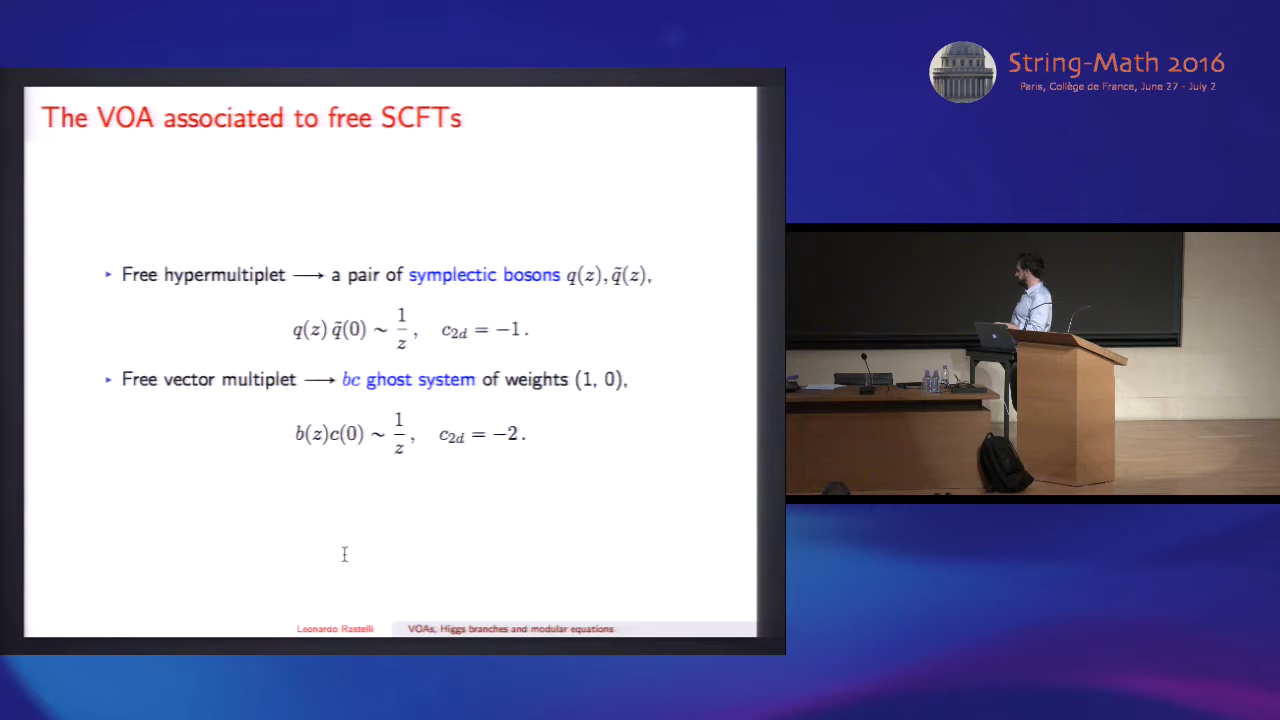 String-Math 2016
Paris, Collège de France, June 27 - July 2
The VOA associated to free SCFTs
▸ Free hypermultiplet ⟶ a pair of symplectic bosons q(z), q̃(z),
q(z) q̃(0) ∼ 1/z , c₂d = −1 .
▸ Free vector multiplet ⟶ bc ghost system of weights (1, 0),
b(z)c(0) ∼ 1/z , c₂d = −2 .
Leonardo Rastelli VOAs, Higgs branches and modular equations